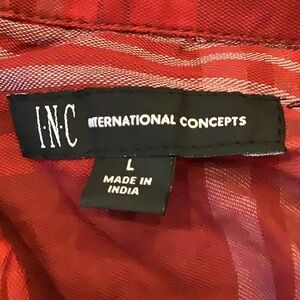 I·N·C INTERNATIONAL CONCEPTS
L
MADE IN
INDIA